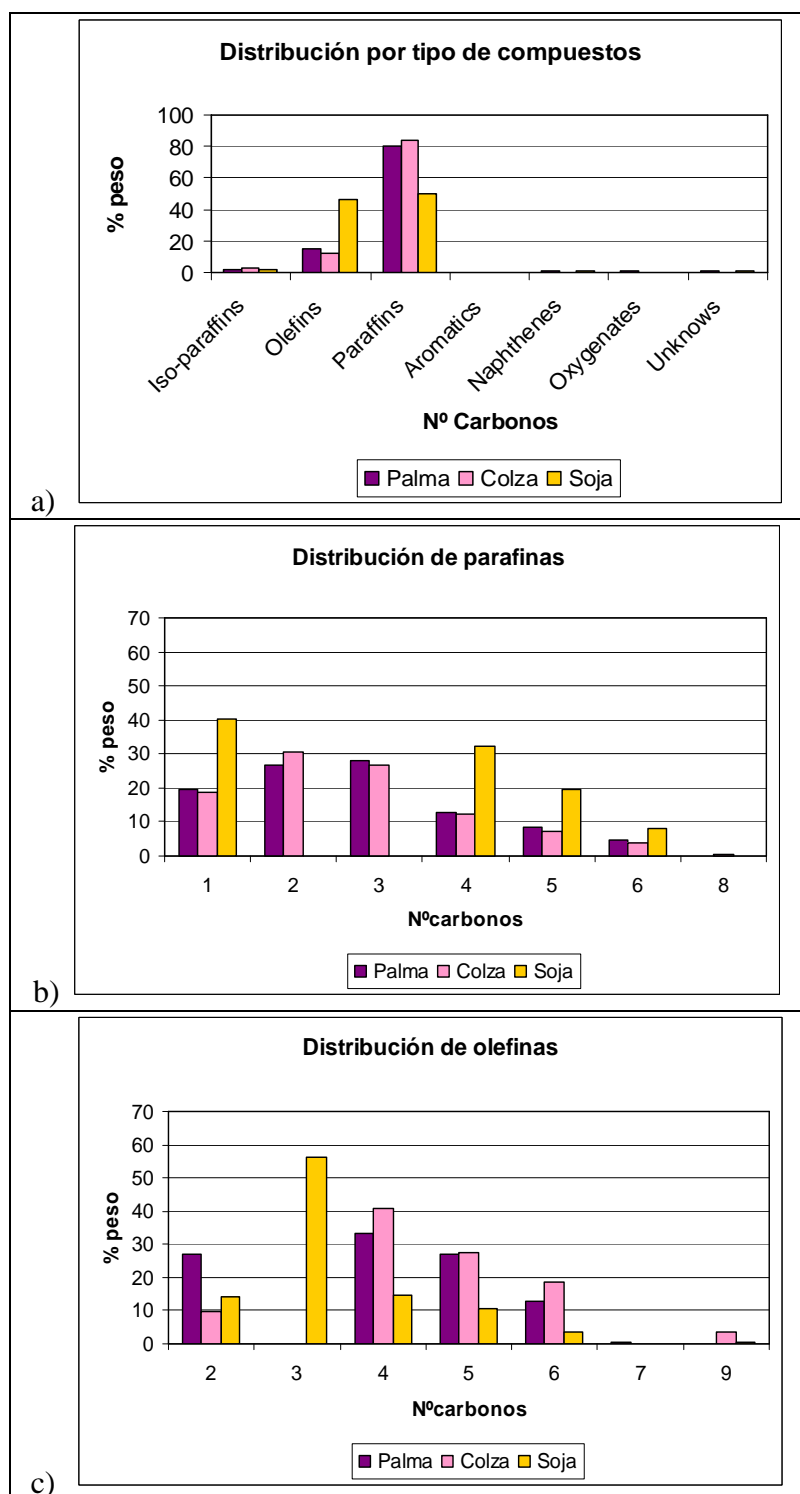 Distribución por tipo de compuestos
% peso
100
80
60
40
20
0
Iso-paraffins
Olefins
Paraffins
Aromatics
Naphthenes
Oxygenates
Unknows
Nº Carbonos
Palma Colza Soja
a)
Distribución de parafinas
% peso
70
60
50
40
30
20
10
0
1 2 3 4 5 6 8
Nºcarbonos
Palma Colza Soja
b)
Distribución de olefinas
% peso
70
60
50
40
30
20
10
0
2 3 4 5 6 7 9
Nºcarbonos
Palma Colza Soja
c)